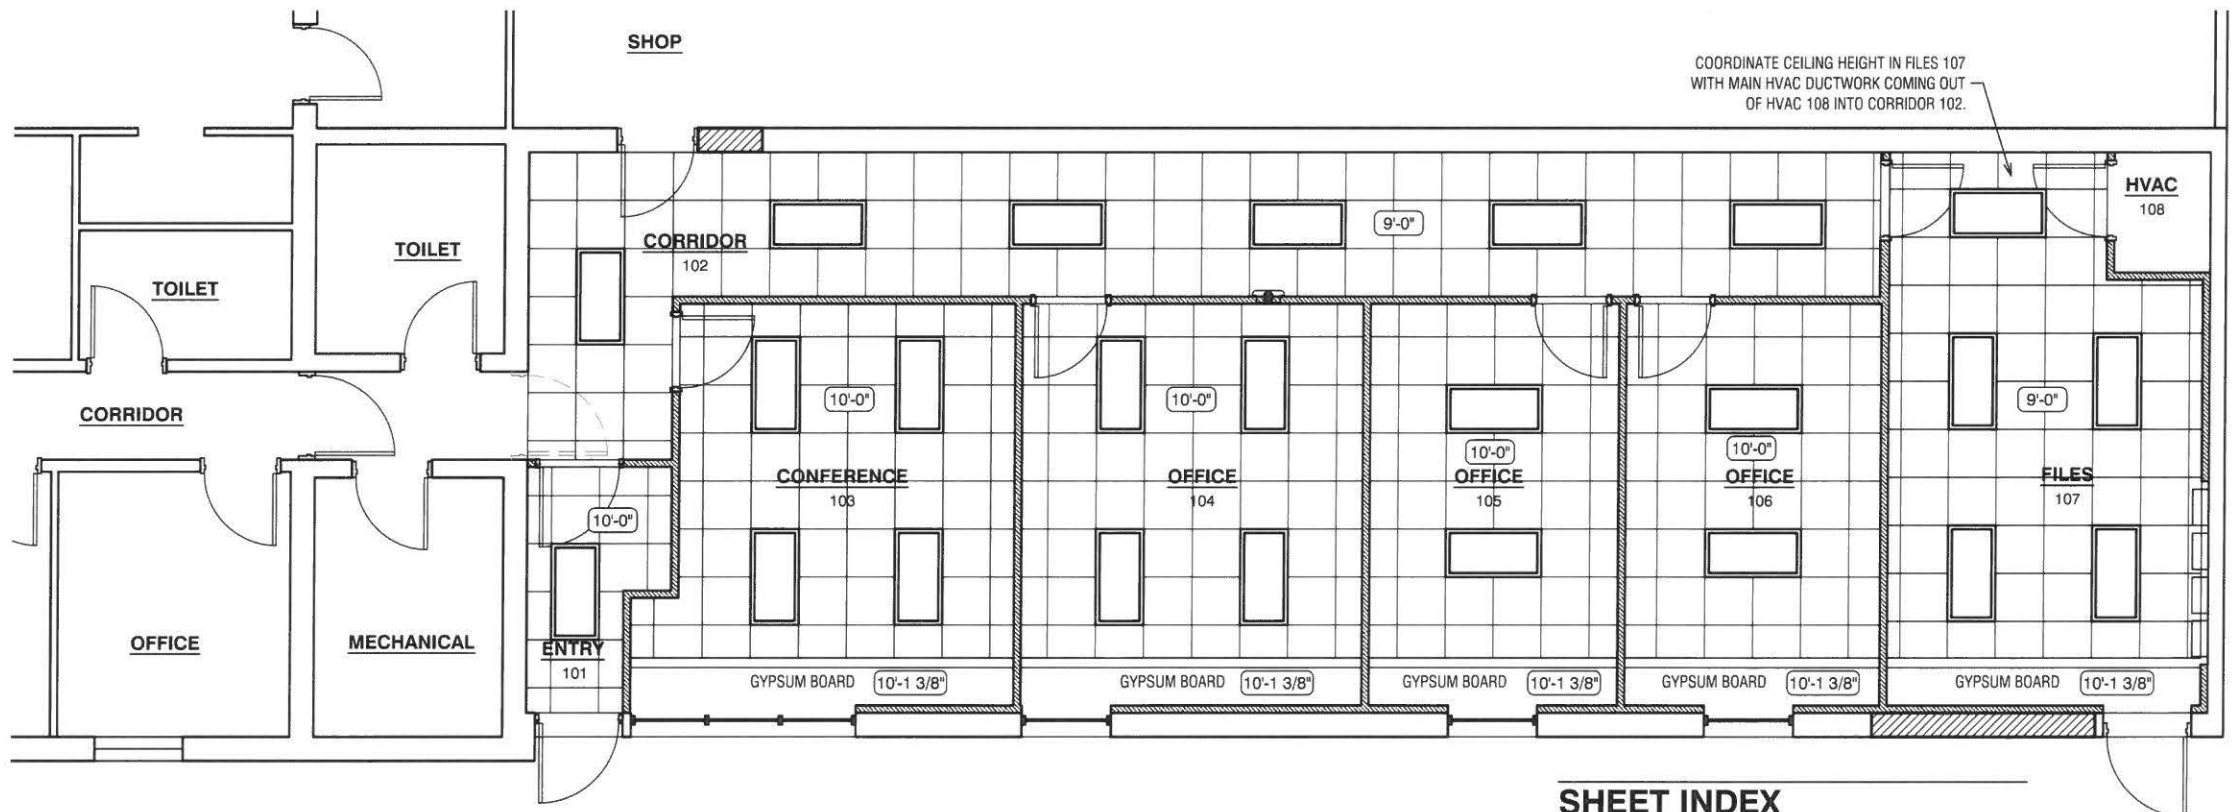 SHOP
COORDINATE CEILING HEIGHT IN FILES 107
WITH MAIN HVAC DUCTWORK COMING OUT
OF HVAC 108 INTO CORRIDOR 102.
HVAC
108
TOILET
TOILET
CORRIDOR
102
9'-0"
CORRIDOR
10'-0"
10'-0"
10'-0"
10'-0"
9'-0"
CONFERENCE
103
OFFICE
104
OFFICE
105
OFFICE
106
FILES
107
10'-0"
OFFICE
MECHANICAL
ENTRY
101
GYPSUM BOARD 10'-1 3/8"
GYPSUM BOARD 10'-1 3/8"
GYPSUM BOARD 10'-1 3/8"
GYPSUM BOARD 10'-1 3/8"
GYPSUM BOARD 10'-1 3/8"
SHEET INDEX